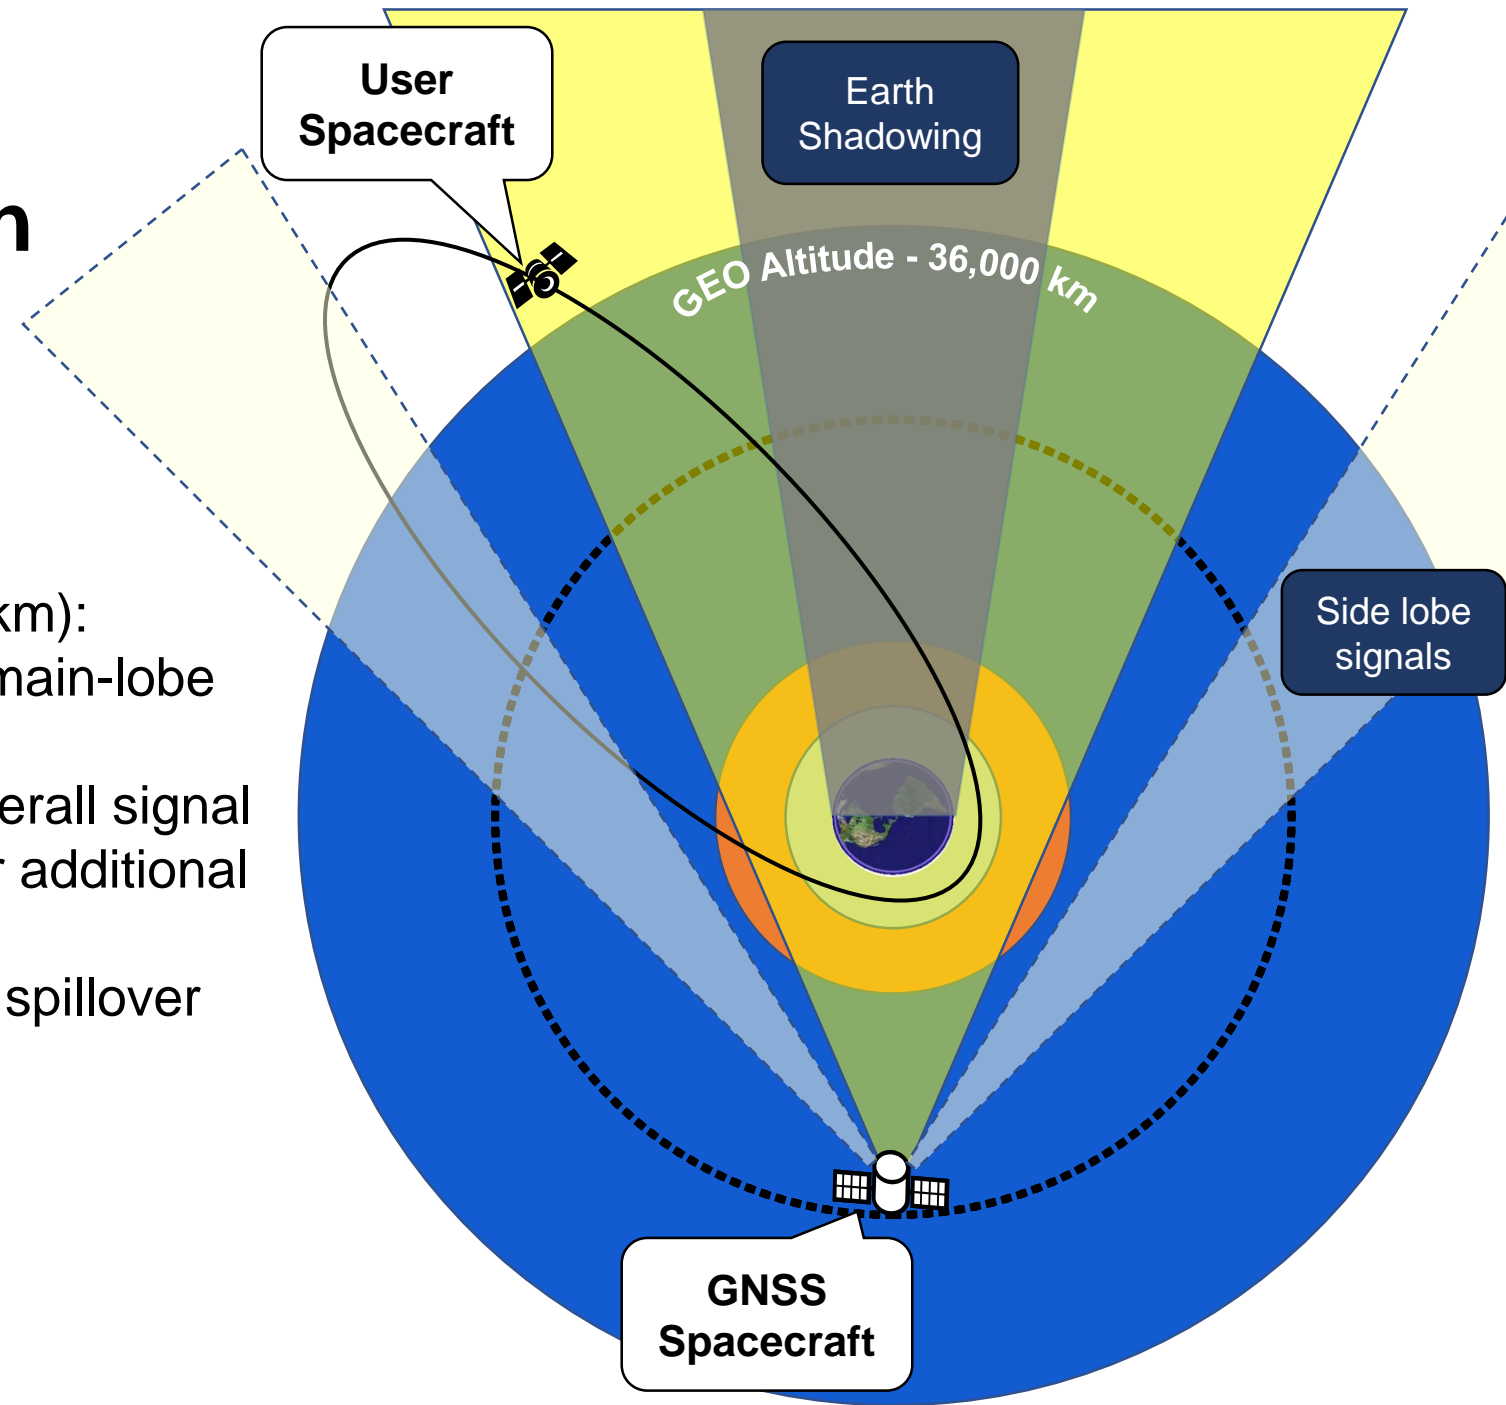 User
Spacecraft
Earth
Shadowing
n
GEO Altitude - 36,000 km
km):
main-lobe
Side lobe
signals
erall signal
r additional
spillover
GNSS
Spacecraft